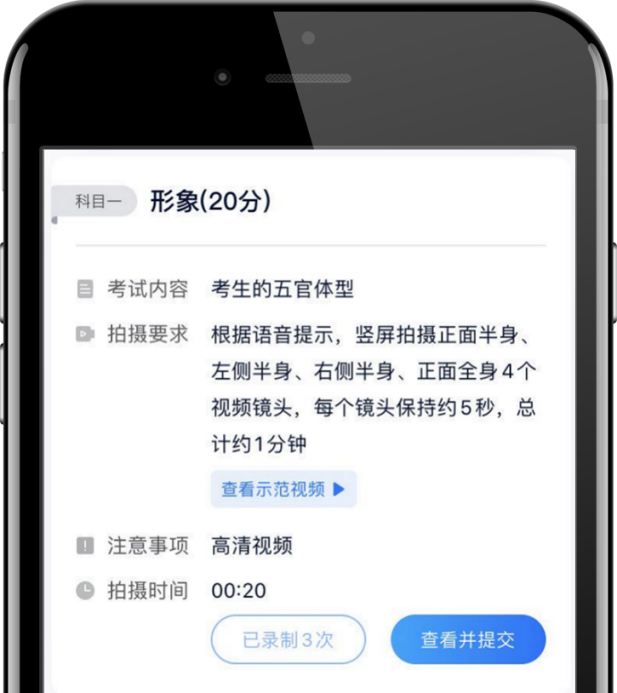 科目一 形象(20分)
考试内容 考生的五官体型
拍摄要求 根据语音提示，竖屏拍摄正面半身、
左侧半身、右侧半身、正面全身4个
视频镜头，每个镜头保持约5秒，总
计约1分钟
查看示范视频
注意事项 高清视频
拍摄时间 00:20
已录制3次 查看并提交